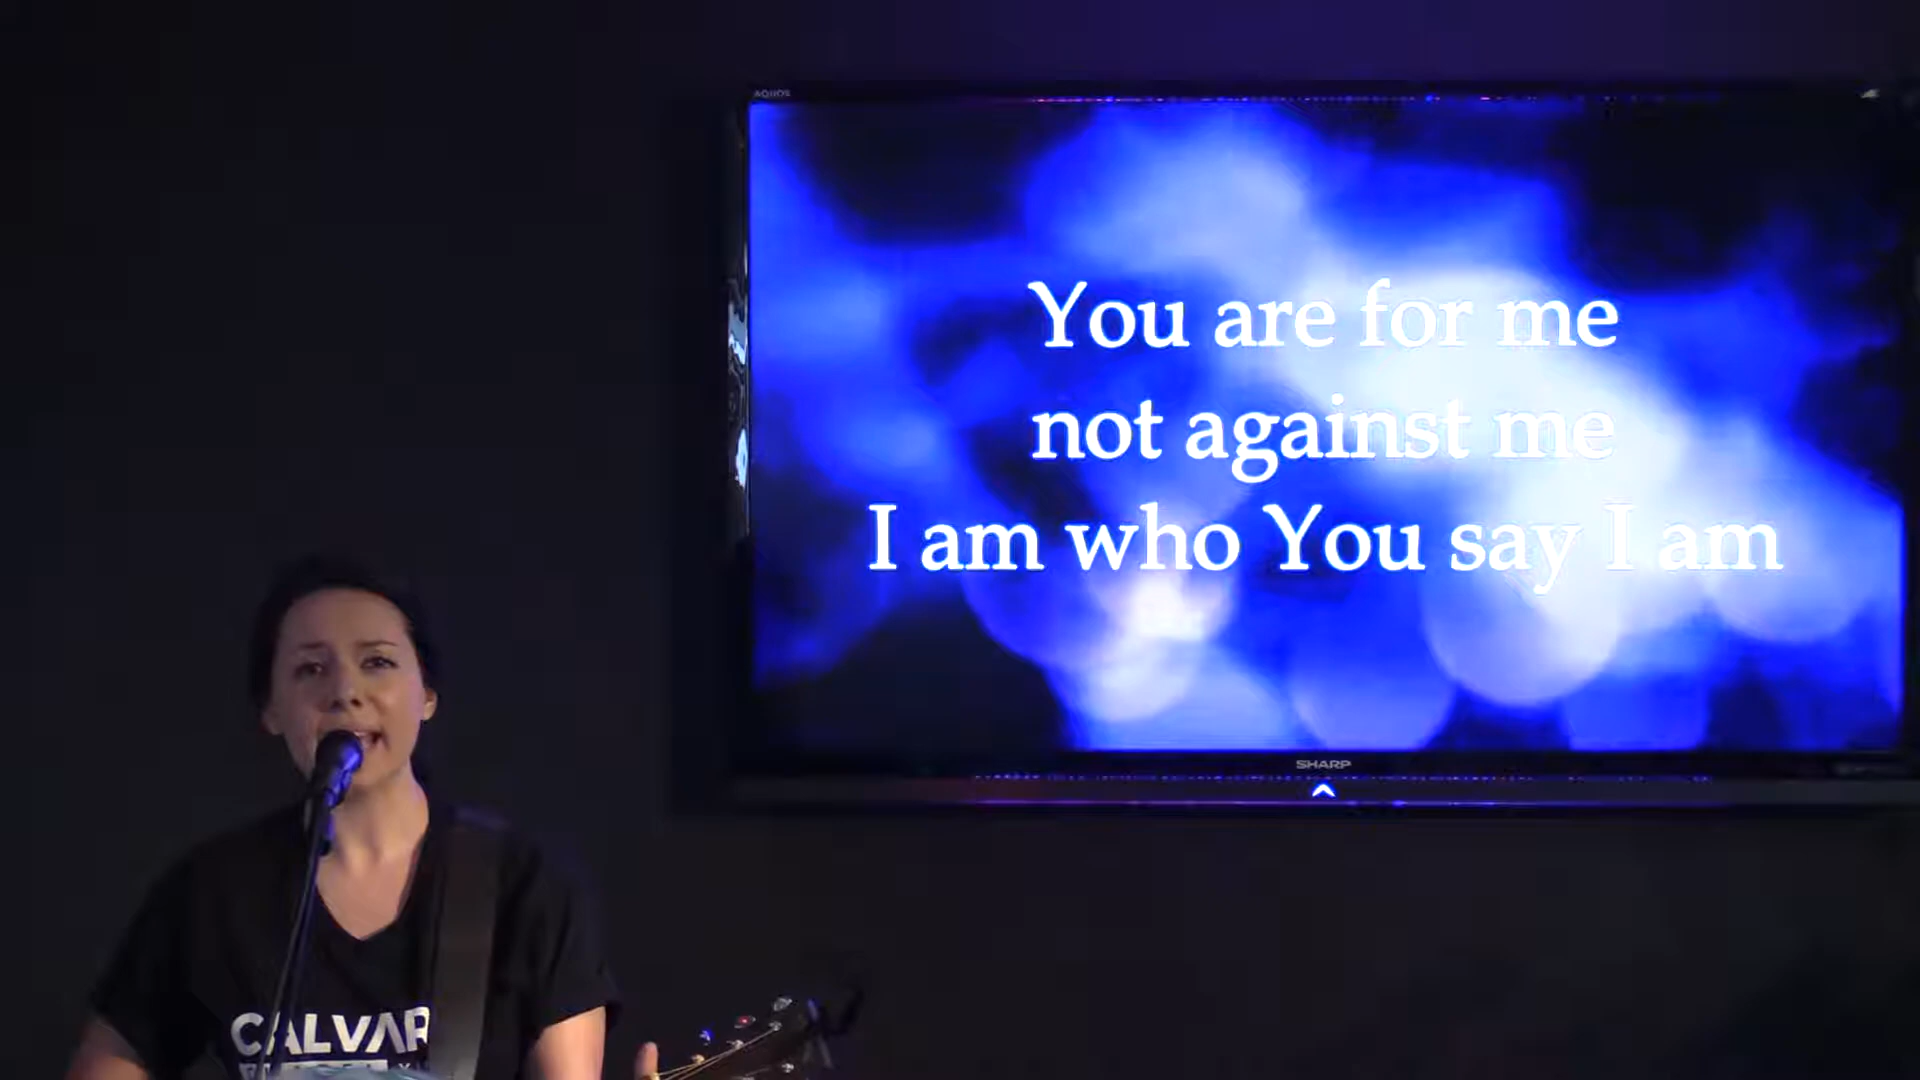 AQUOS
You are for me
not against me
I am who You say I am
SHARP
CALVAR